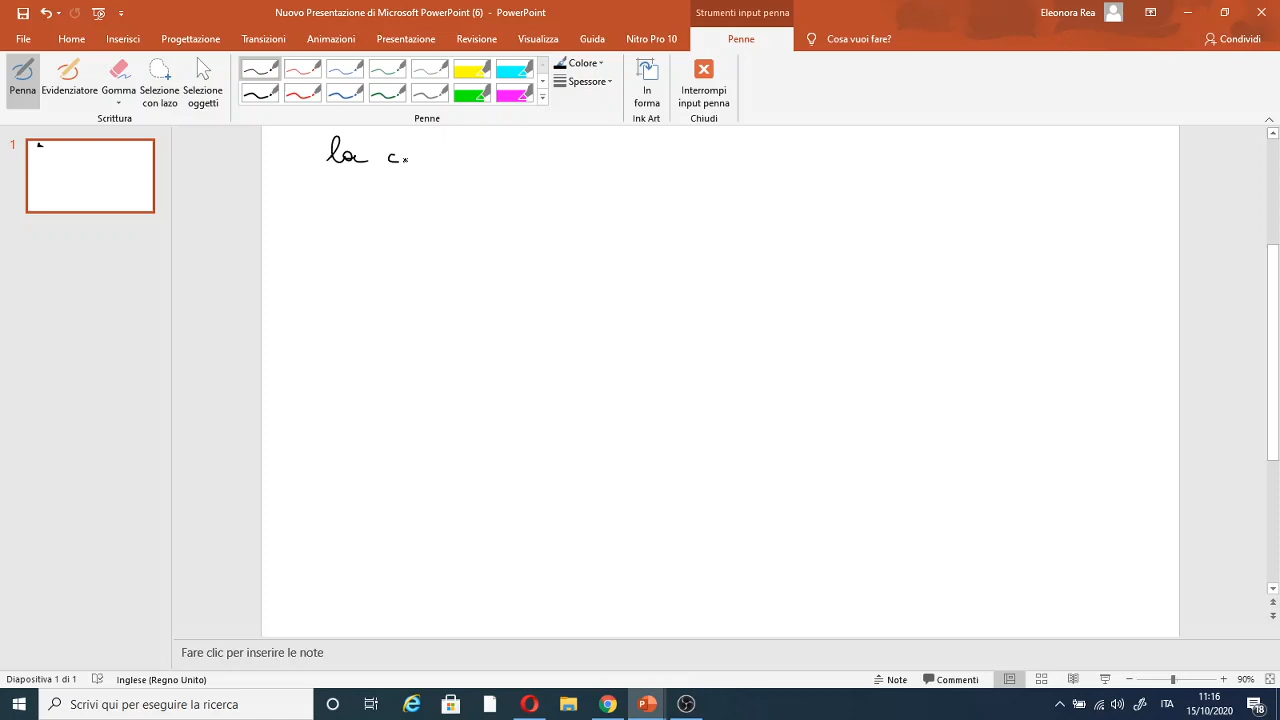 Nuovo Presentazione di Microsoft PowerPoint (6) - PowerPoint
Strumenti input penna
Eleonora Rea
File Home Inserisci Progettazione Transizioni Animazioni Presentazione Revisione Visualizza Guida Nitro Pro 10 Penne Cosa vuoi fare? Condividi
Penna Evidenziatore Gomma Selezione con lazo Selezione oggetti
Colore
Spessore
In forma
Interrompi input penna
Scrittura Penne Ink Art Chiudi
1
la c
Fare clic per inserire le note
Diapositiva 1 di 1 Inglese (Regno Unito) Note Commenti 90%
Scrivi qui per eseguire la ricerca
ITA
11:16
15/10/2020
18